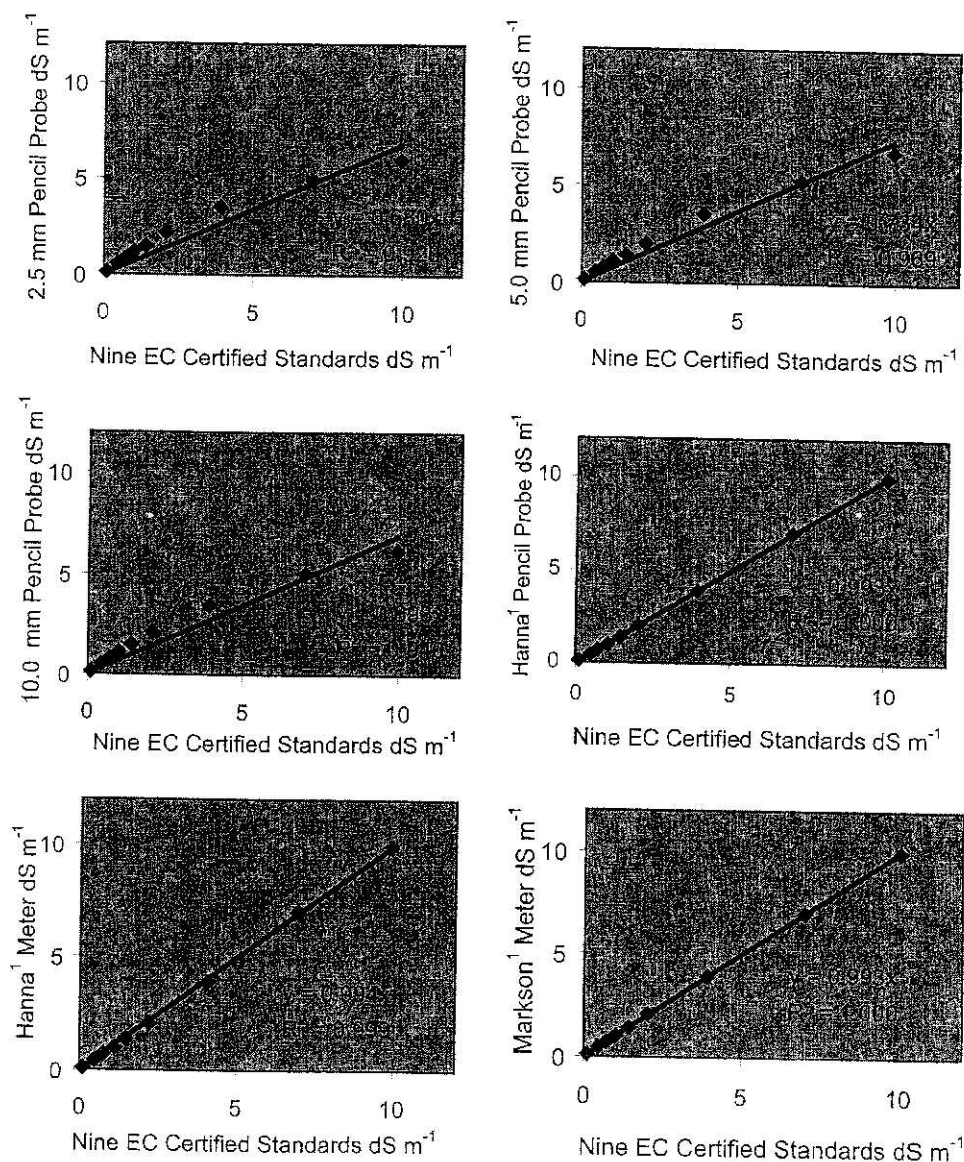 2.5 mm Pencil Probe dS m⁻¹
10
5
0
0 5 10
Nine EC Certified Standards dS m⁻¹
5.0 mm Pencil Probe dS m⁻¹
10
5
0
0 5 10
Nine EC Certified Standards dS m⁻¹
10.0 mm Pencil Probe dS m⁻¹
10
5
0
0 5 10
Nine EC Certified Standards dS m⁻¹
Hanna¹ Pencil Probe dS m⁻¹
10
5
0
0 5 10
Nine EC Certified Standards dS m⁻¹
Hanna¹ Meter dS m⁻¹
10
5
0
0 5 10
Nine EC Certified Standards dS m⁻¹
Markson¹ Meter dS m⁻¹
10
5
0
0 5 10
Nine EC Certified Standards dS m⁻¹